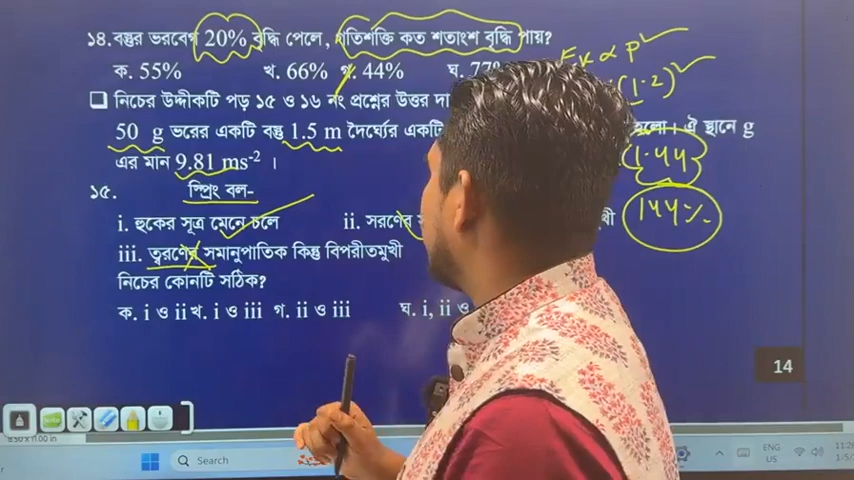 ১৪. বস্তুর ভরবেগ 20% বৃদ্ধি পেলে, গতিশক্তি কত শতাংশ বৃদ্ধি পায়?
ক. 55% খ. 66% গ. 44% ঘ. 77%
Eₖ ∝ P
(1.2)²
নিচের উদ্দীকটি পড় ১৫ ও ১৬ নং প্রশ্নের উত্তর
50 g ভরের একটি বস্তু 1.5 m দৈর্ঘ্যের একটি হলো। ঐ স্থানে g
এর মান 9.81 ms⁻² ।
(1.44)
144%
১৫. স্প্রিং বল-
i. হুকের সূত্র মেনে চলে ii. সরণের
iii. ত্বরণের সমানুপাতিক কিন্তু বিপরীতমুখী
নিচের কোনটি সঠিক?
ক. i ও ii খ. i ও iii গ. ii ও iii ঘ. i, ii ও
14
Search
ENG
US